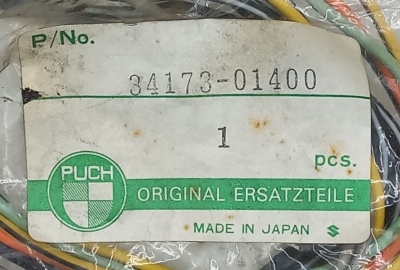 P/No.
34173-01400
1
pcs.
PUCH
ORIGINAL ERSATZTEILE
MADE IN JAPAN